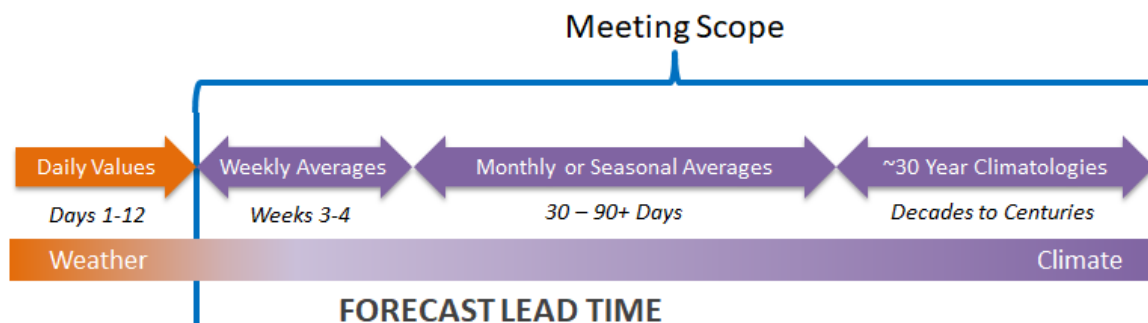 Meeting Scope
Daily Values
Weekly Averages
Monthly or Seasonal Averages
~30 Year Climatologies
Days 1-12
Weeks 3-4
30 – 90+ Days
Decades to Centuries
Weather
Climate
FORECAST LEAD TIME